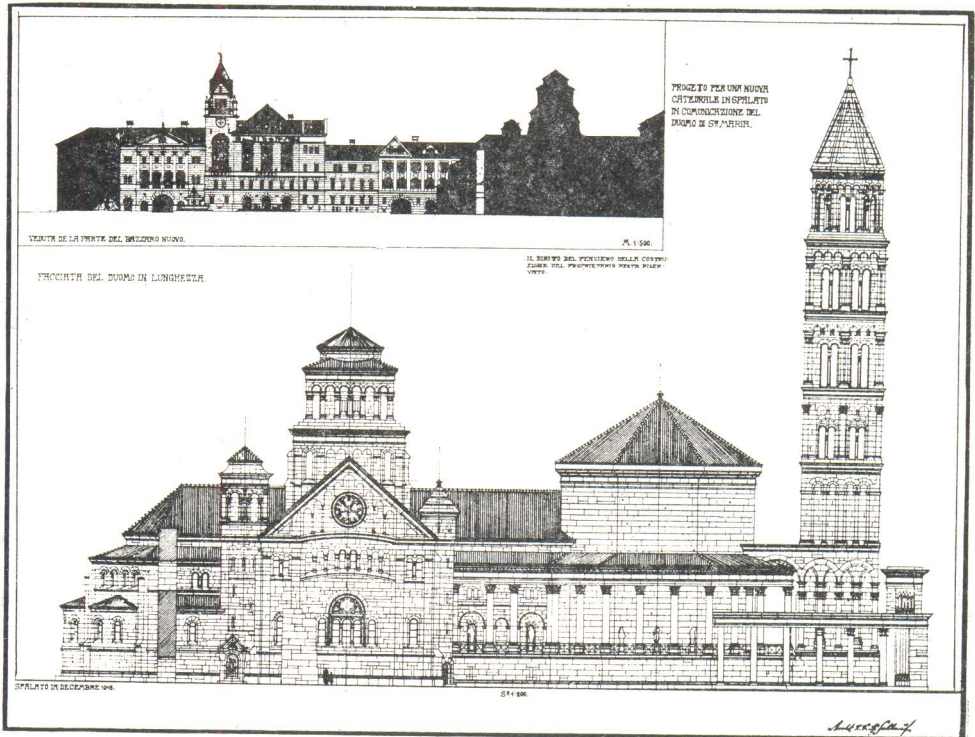 PROGETO PER UNA NUOVA
CATEDRALE IN SPALATO
IN COMUNICAZIONE DEL
DUOMO DI Sta MARIA.
VEDUTA DE LA PARTE DEL BAZZARO NUOVO.
M. 1:500.
IL DIRITO DEL PENSIERO DELLA COSTRU-
ZIONE DEL PROPRIETARIO RESTA RISER-
VATO.
FACCIATA DEL DUOMO IN LUNGHEZZA.
SPALATO IN DECEMBRE 1916.
1:200.